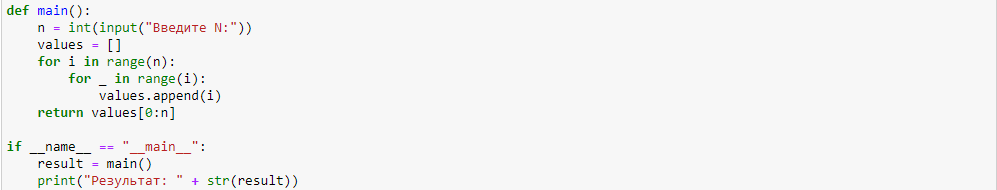 def main():
    n = int(input("Введите N:"))
    values = []
    for i in range(n):
        for _ in range(i):
            values.append(i)
    return values[0:n]

if __name__ == "__main__":
    result = main()
    print("Результат: " + str(result))